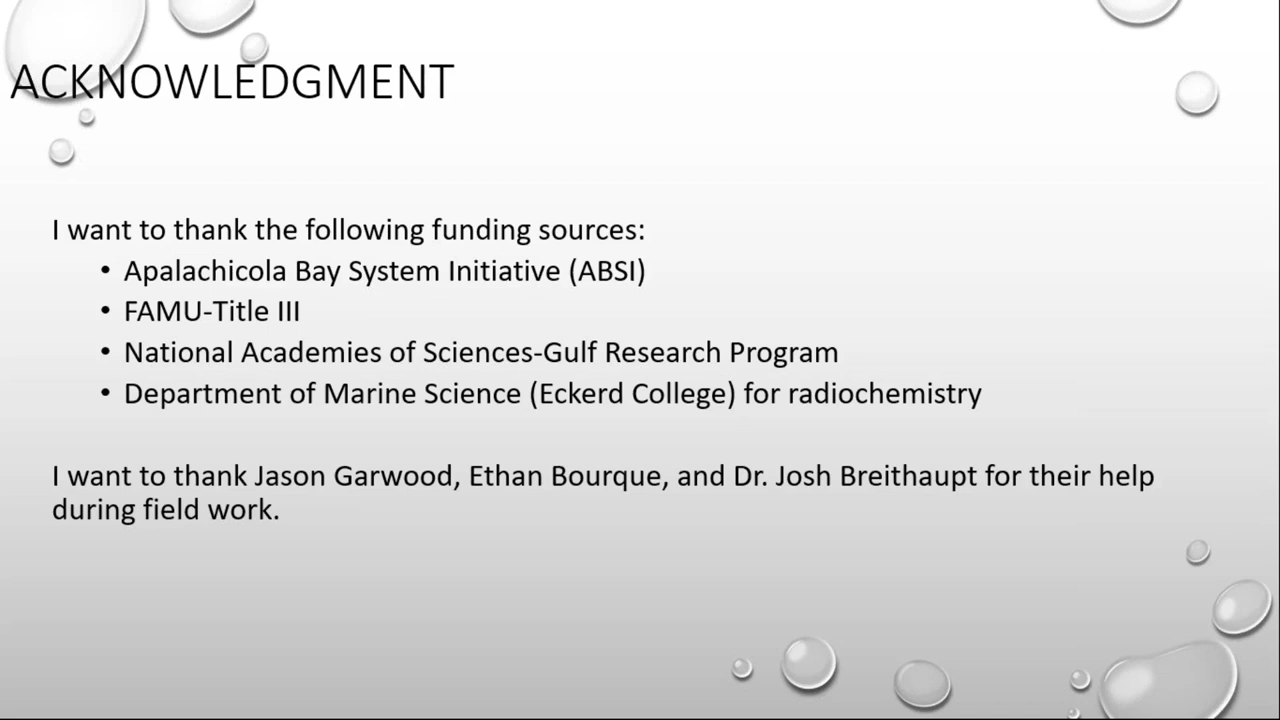 ACKNOWLEDGMENT
I want to thank the following funding sources:
• Apalachicola Bay System Initiative (ABSI)
• FAMU-Title III
• National Academies of Sciences-Gulf Research Program
• Department of Marine Science (Eckerd College) for radiochemistry
I want to thank Jason Garwood, Ethan Bourque, and Dr. Josh Breithaupt for their help
during field work.